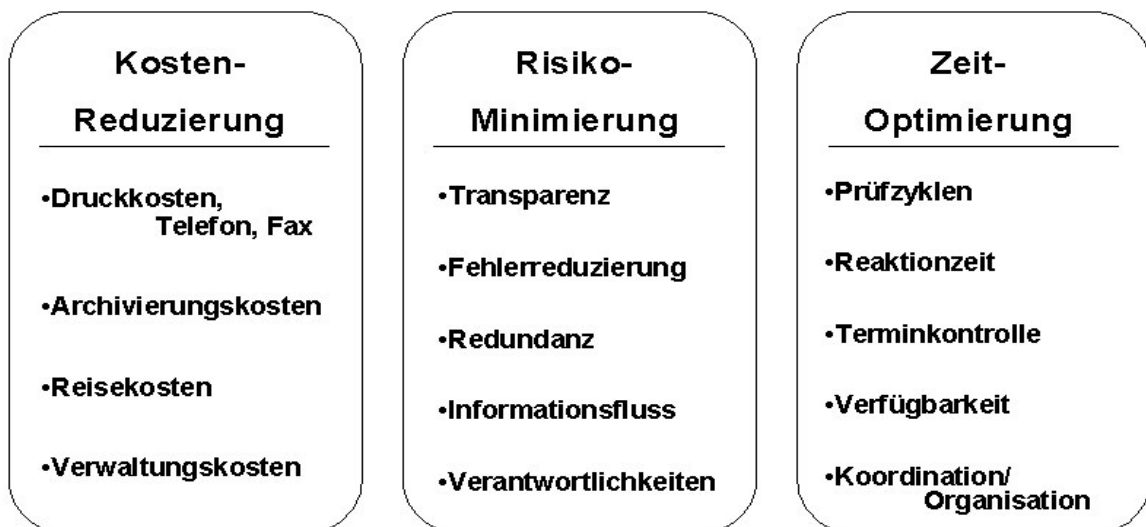 Kosten-
Reduzierung
•Druckkosten,
Telefon, Fax
•Archivierungskosten
•Reisekosten
•Verwaltungskosten
Risiko-
Minimierung
•Transparenz
•Fehlerreduzierung
•Redundanz
•Informationsfluss
•Verantwortlichkeiten
Zeit-
Optimierung
•Prüfzyklen
•Reaktionzeit
•Terminkontrolle
•Verfügbarkeit
•Koordination/
Organisation